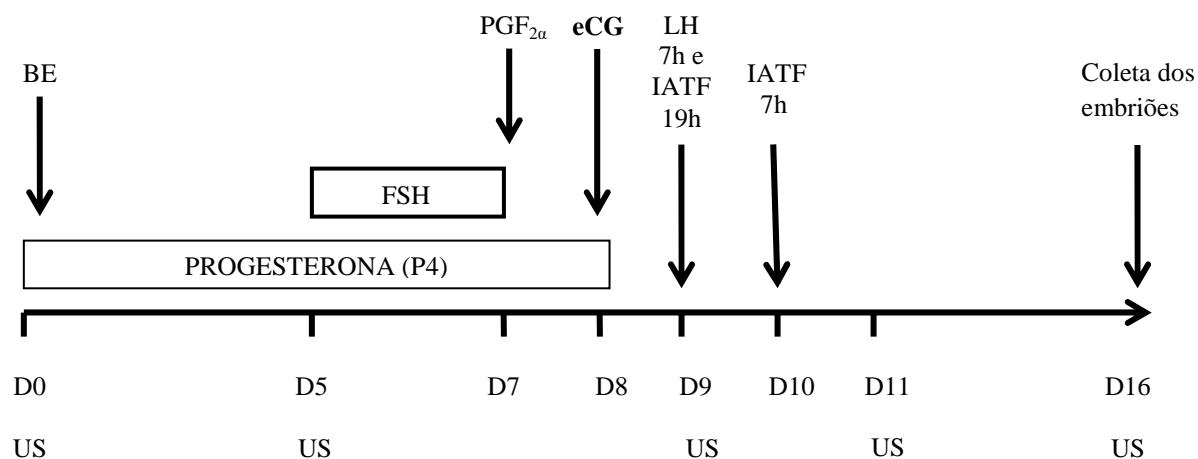 PGF2α eCG LH
7h e
IATF
19h
BE
IATF
7h
Coleta dos
embriões
FSH
PROGESTERONA (P4)
D0 D5 D7 D8 D9 D10 D11 D16
US US US US US